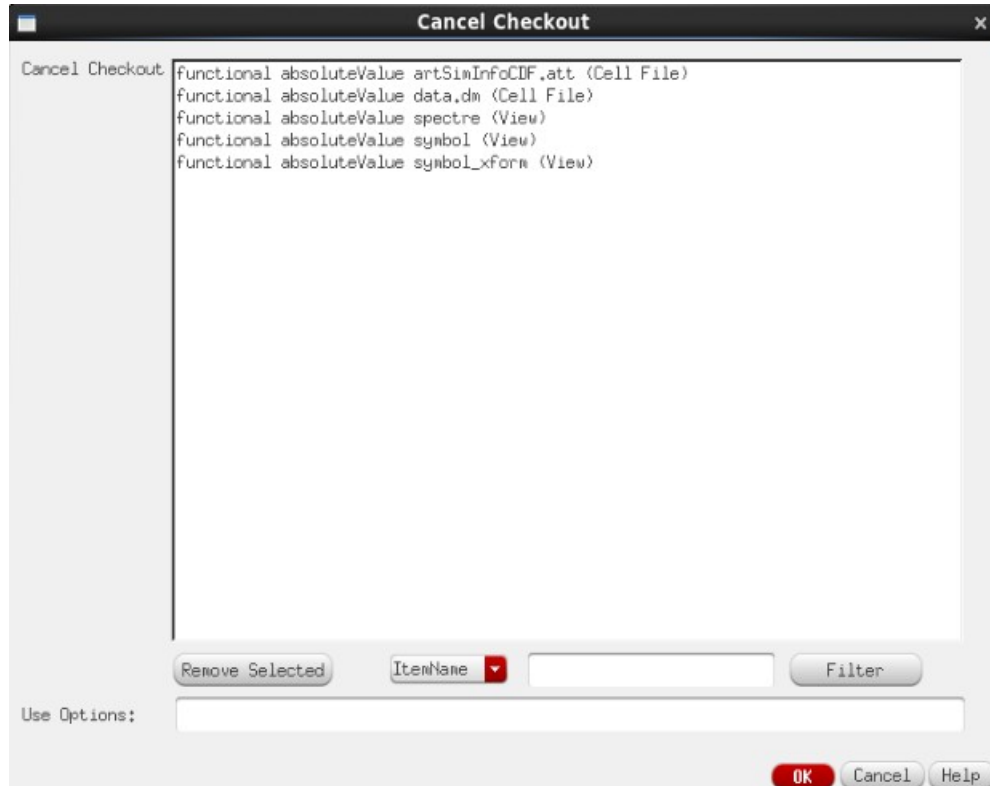 Cancel Checkout
Cancel Checkout
functional absoluteValue artSimInfoCDF.att (Cell File)
functional absoluteValue data.dm (Cell File)
functional absoluteValue spectre (View)
functional absoluteValue symbol (View)
functional absoluteValue symbol_xform (View)
Remove Selected ItemName Filter
Use Options:
OK Cancel Help